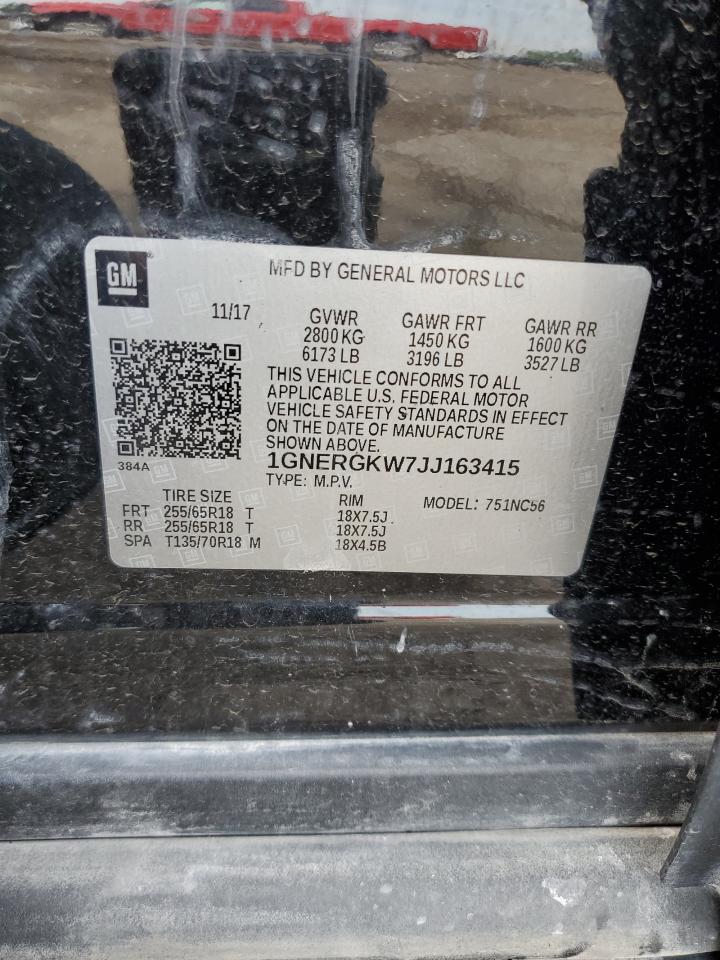 GM
MFD BY GENERAL MOTORS LLC
11/17 GVWR GAWR FRT GAWR RR
2800 KG 1450 KG 1600 KG
6173 LB 3196 LB 3527 LB
THIS VEHICLE CONFORMS TO ALL
APPLICABLE U.S. FEDERAL MOTOR
VEHICLE SAFETY STANDARDS IN EFFECT
ON THE DATE OF MANUFACTURE
SHOWN ABOVE.
384A
1GNERGKW7JJ163415
TYPE: M.P.V.
TIRE SIZE RIM MODEL: 751NC56
FRT 255/65R18 T 18X7.5J
RR 255/65R18 T 18X7.5J
SPA T135/70R18 M 18X4.5B